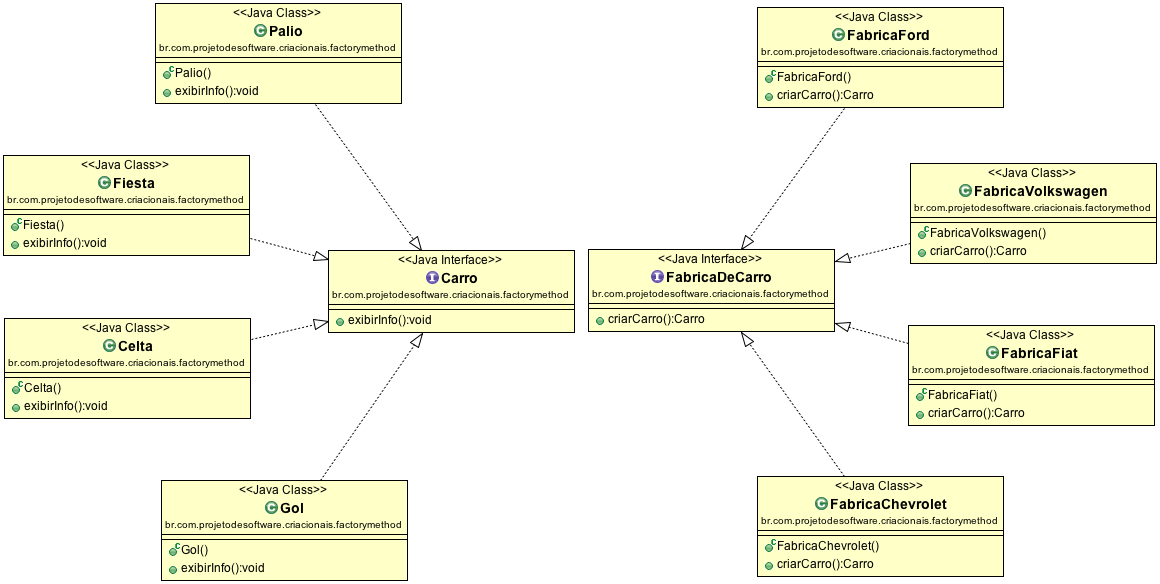 <<Java Class>>
Palio
br.com.projetodesoftware.criacionais.factorymethod
Palio()
exibirInfo():void
<<Java Class>>
FabricaFord
br.com.projetodesoftware.criacionais.factorymethod
FabricaFord()
criarCarro():Carro
<<Java Class>>
Fiesta
br.com.projetodesoftware.criacionais.factorymethod
Fiesta()
exibirInfo():void
<<Java Class>>
FabricaVolkswagen
br.com.projetodesoftware.criacionais.factorymethod
FabricaVolkswagen()
criarCarro():Carro
<<Java Interface>>
Carro
br.com.projetodesoftware.criacionais.factorymethod
exibirInfo():void
<<Java Interface>>
FabricaDeCarro
br.com.projetodesoftware.criacionais.factorymethod
criarCarro():Carro
<<Java Class>>
Celta
br.com.projetodesoftware.criacionais.factorymethod
Celta()
exibirInfo():void
<<Java Class>>
FabricaFiat
br.com.projetodesoftware.criacionais.factorymethod
FabricaFiat()
criarCarro():Carro
<<Java Class>>
Gol
br.com.projetodesoftware.criacionais.factorymethod
Gol()
exibirInfo():void
<<Java Class>>
FabricaChevrolet
br.com.projetodesoftware.criacionais.factorymethod
FabricaChevrolet()
criarCarro():Carro